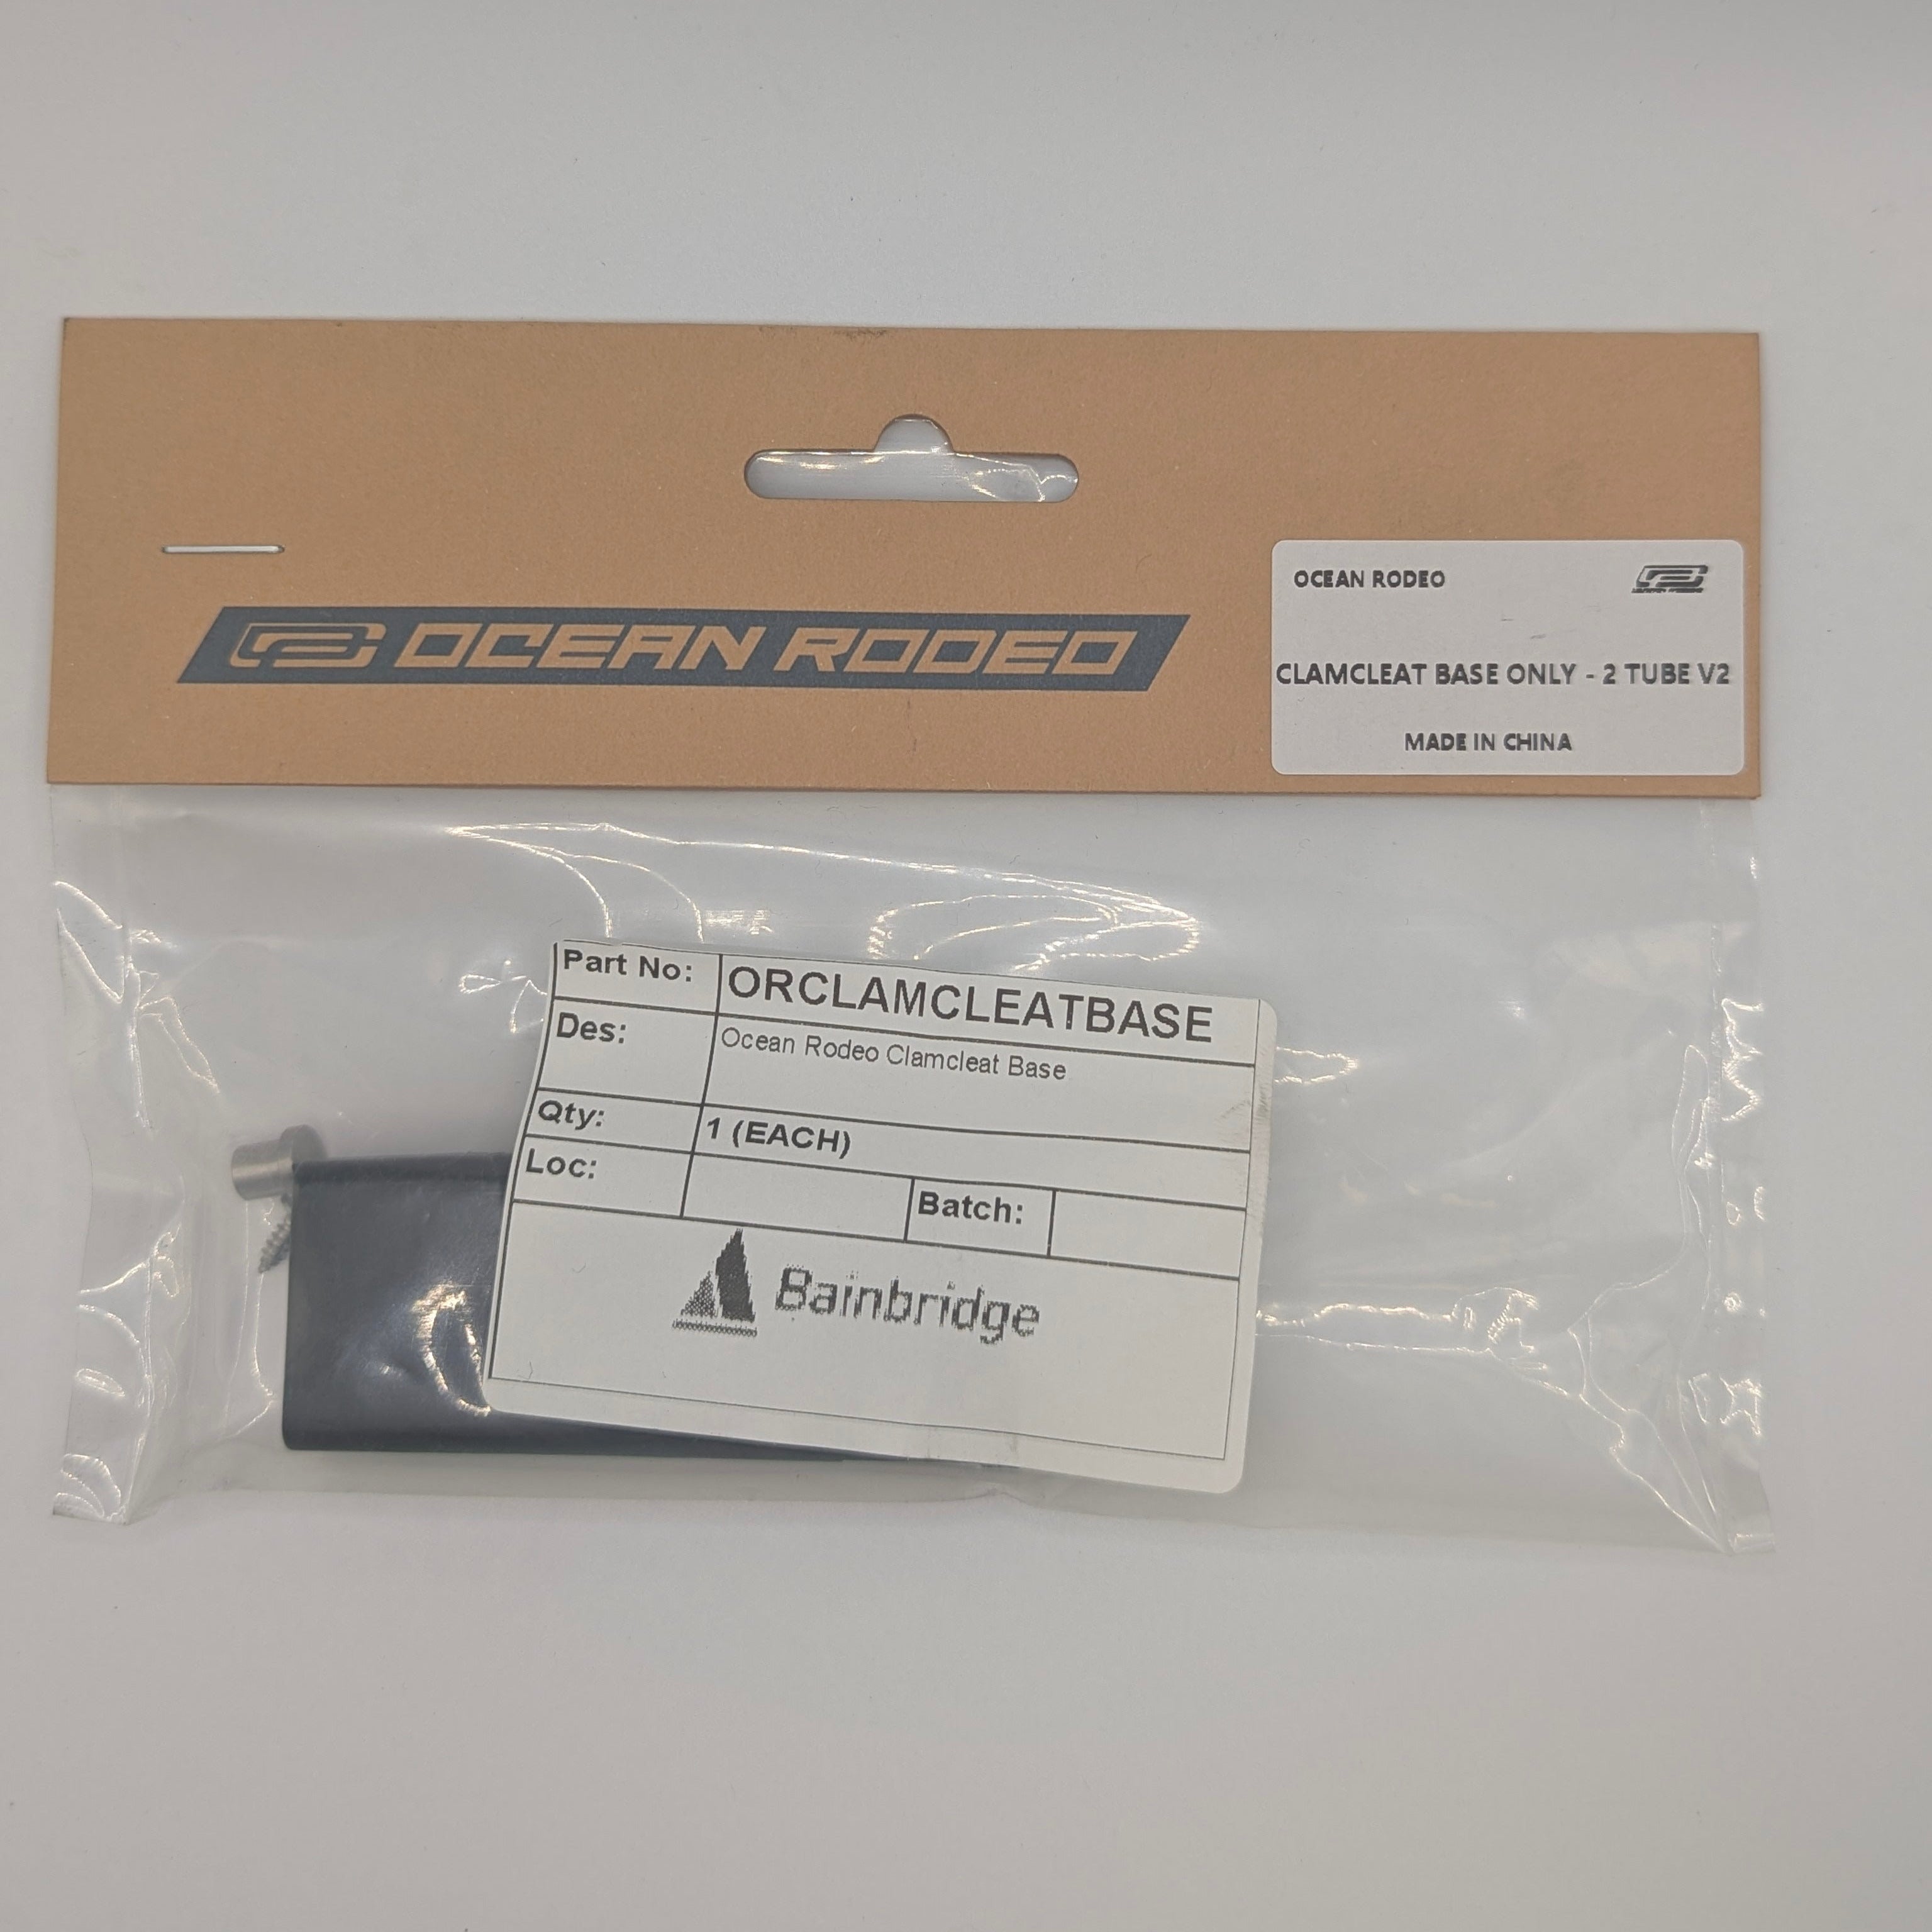 OCEAN RODEO
OCEAN RODEO
CLAMCLEAT BASE ONLY - 2 TUBE V2
MADE IN CHINA
Part No: ORCLAMCLEATBASE
Des: Ocean Rodeo Clamcleat Base
Qty: 1 (EACH)
Loc: Batch:
Bainbridge